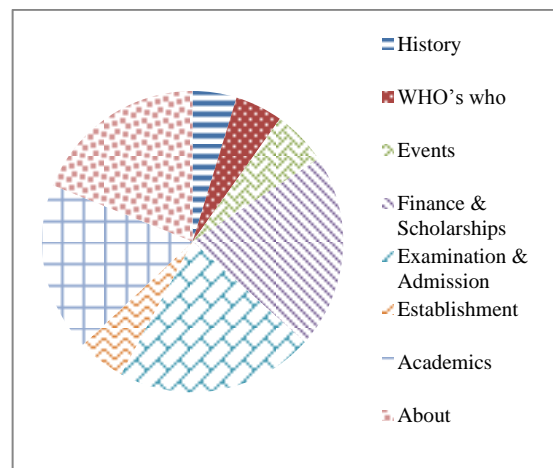 History
WHO's who
Events
Finance &
Scholarships
Examination &
Admission
Establishment
Academics
About